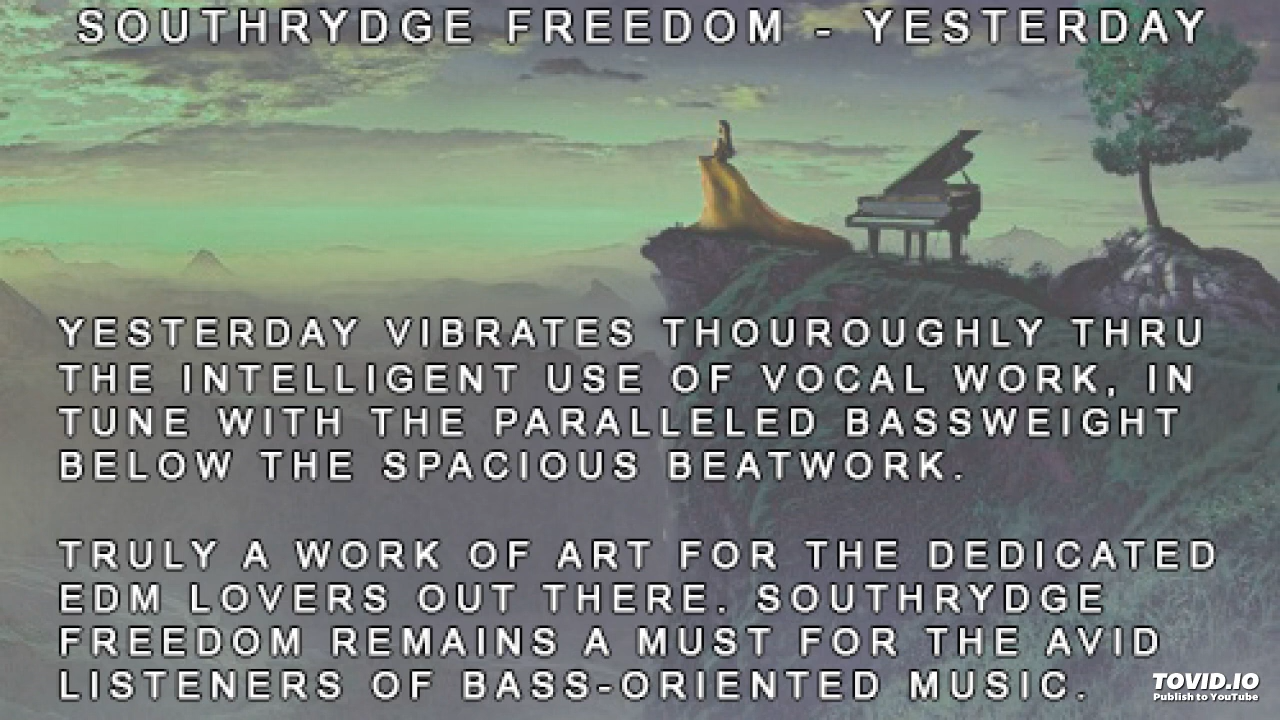 SOUTHRYDGE FREEDOM - YESTERDAY
YESTERDAY VIBRATES THOUROUGHLY THRU
THE INTELLIGENT USE OF VOCAL WORK, IN
TUNE WITH THE PARALLELED BASSWEIGHT
BELOW THE SPACIOUS BEATWORK.
TRULY A WORK OF ART FOR THE DEDICATED
EDM LOVERS OUT THERE. SOUTHRYDGE
FREEDOM REMAINS A MUST FOR THE AVID
LISTENERS OF BASS-ORIENTED MUSIC.
TOVID.IO
Publish to YouTube